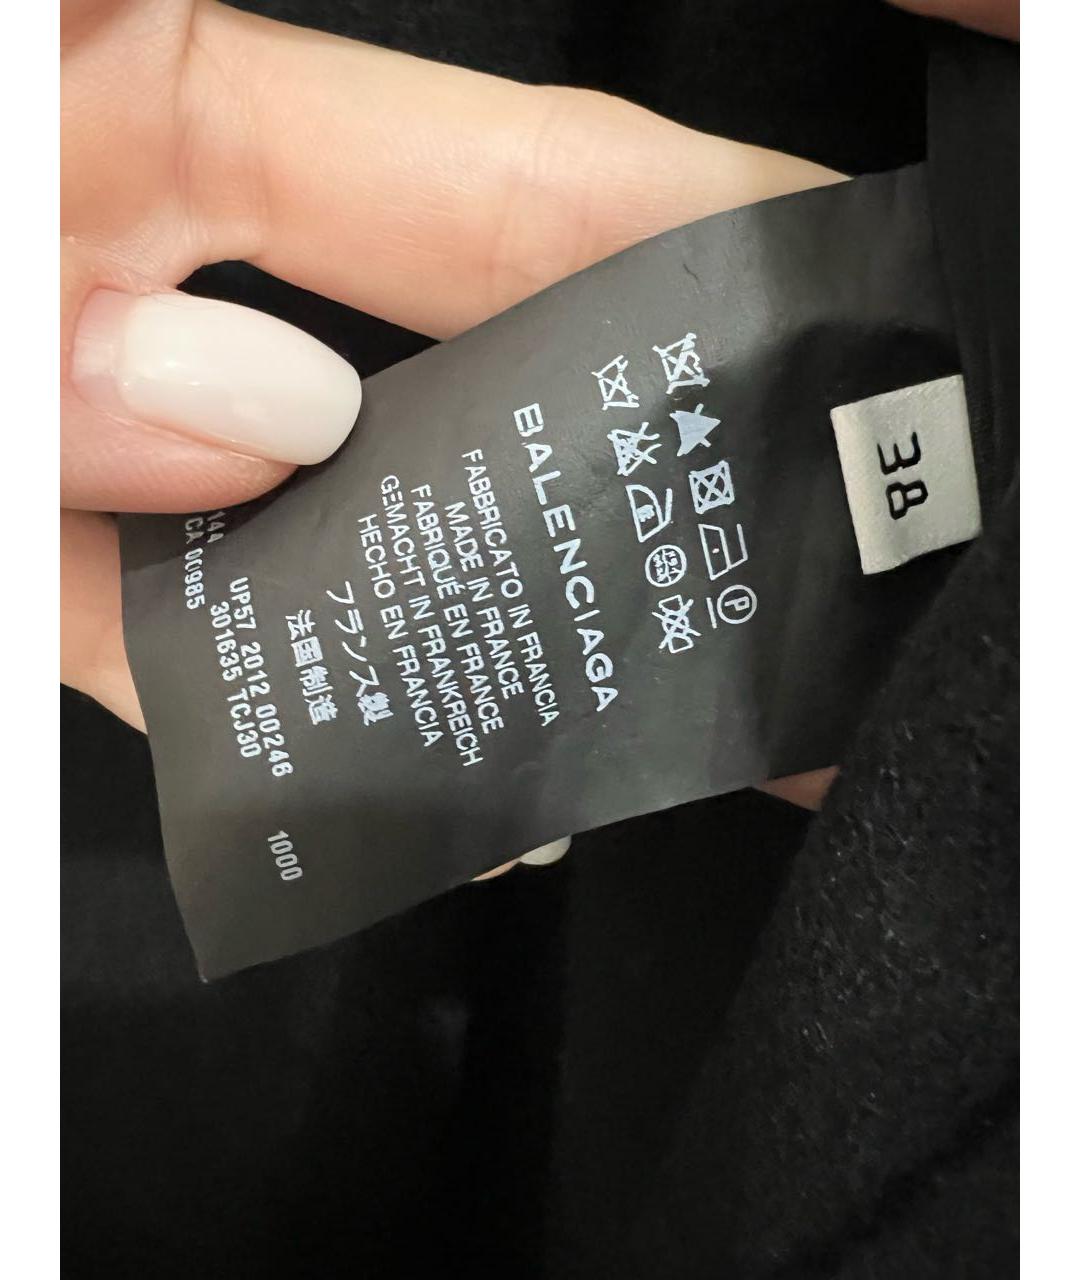 38
P
BALENCIAGA
FABBRICATO IN FRANCIA
MADE IN FRANCE
FABRIQUÉ EN FRANCE
GEMACHT IN FRANKREICH
HECHO EN FRANCIA
フランス製
法国制造
UP57 2012 00246 1000
301635 TCJ30
CA 00985